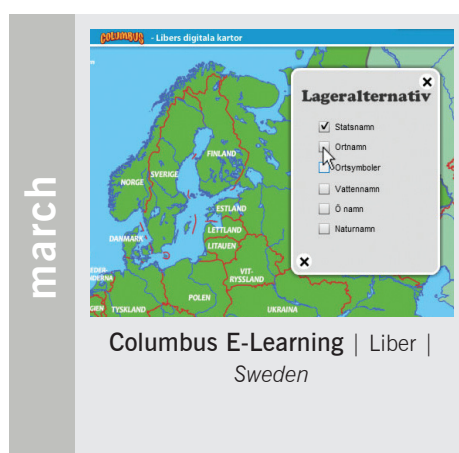 march
COLUMBUS - Libers digitala kartor
Lageralternativ
Statsnamn
Ortnamn
Ortsymboler
Vattennamn
Ö namn
Naturnamn
FINLAND
SVERIGE
NORGE
ESTLAND
LETTLAND
DANMARK
LITAUEN
VIT-
RYSSLAND
POLEN
TYSKLAND
UKRAINA
Columbus E-Learning | Liber |
Sweden